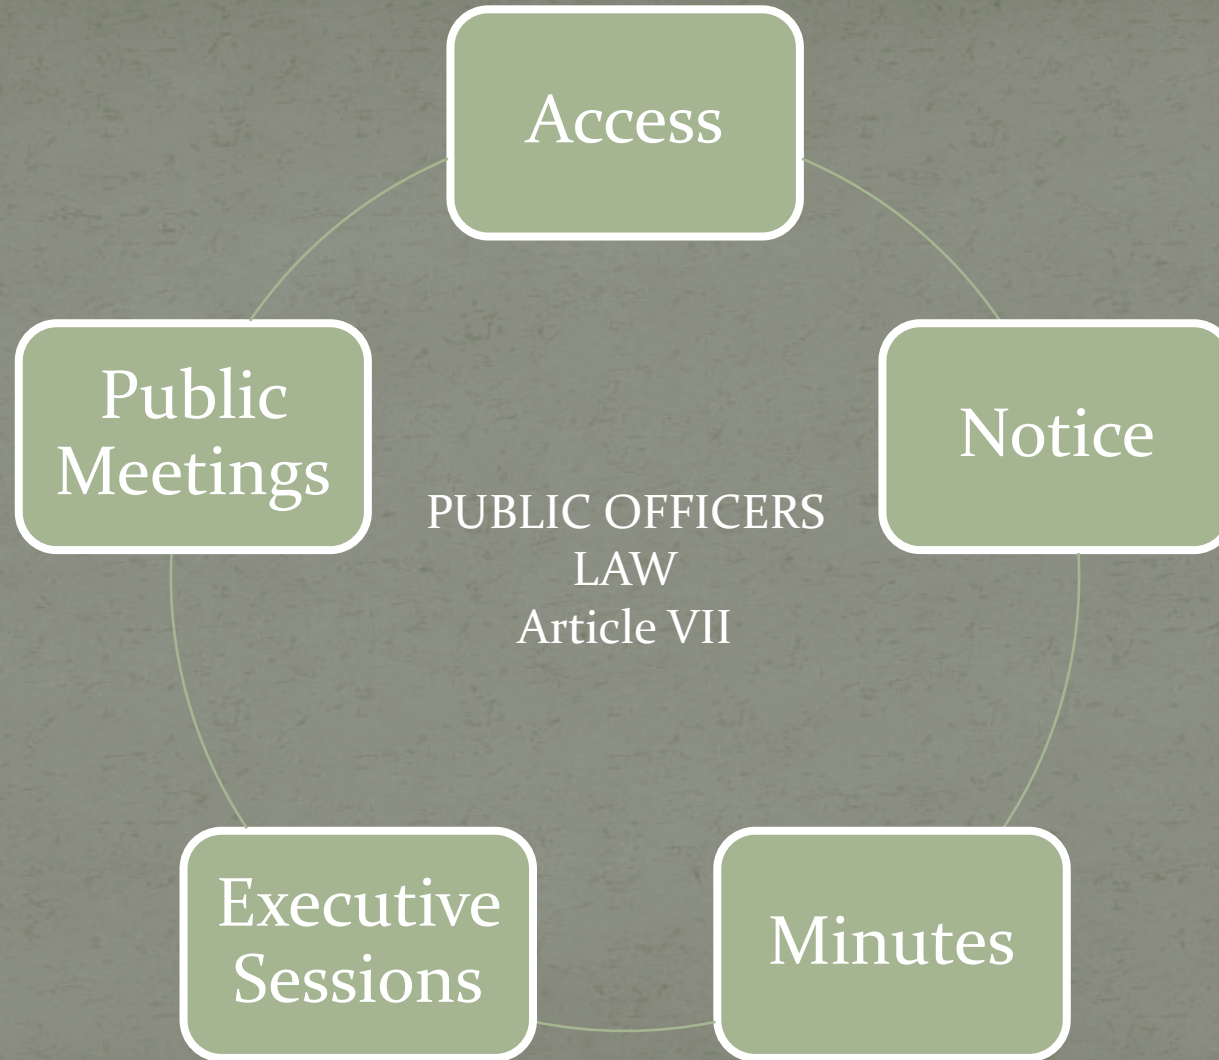 Access
Public
Meetings
Notice
PUBLIC OFFICERS
LAW
Article VII
Executive
Sessions
Minutes